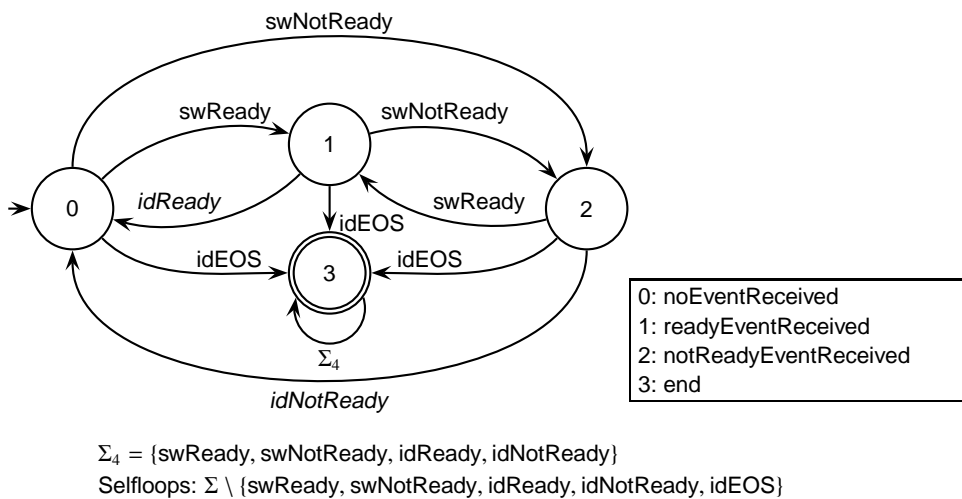 swNotReady
swReady
swNotReady
1
0
idReady
swReady
2
idEOS
idEOS
idEOS
3
Σ4
idNotReady
0: noEventReceived
1: readyEventReceived
2: notReadyEventReceived
3: end
Σ4 = {swReady, swNotReady, idReady, idNotReady}
Selfloops: Σ \ {swReady, swNotReady, idReady, idNotReady, idEOS}